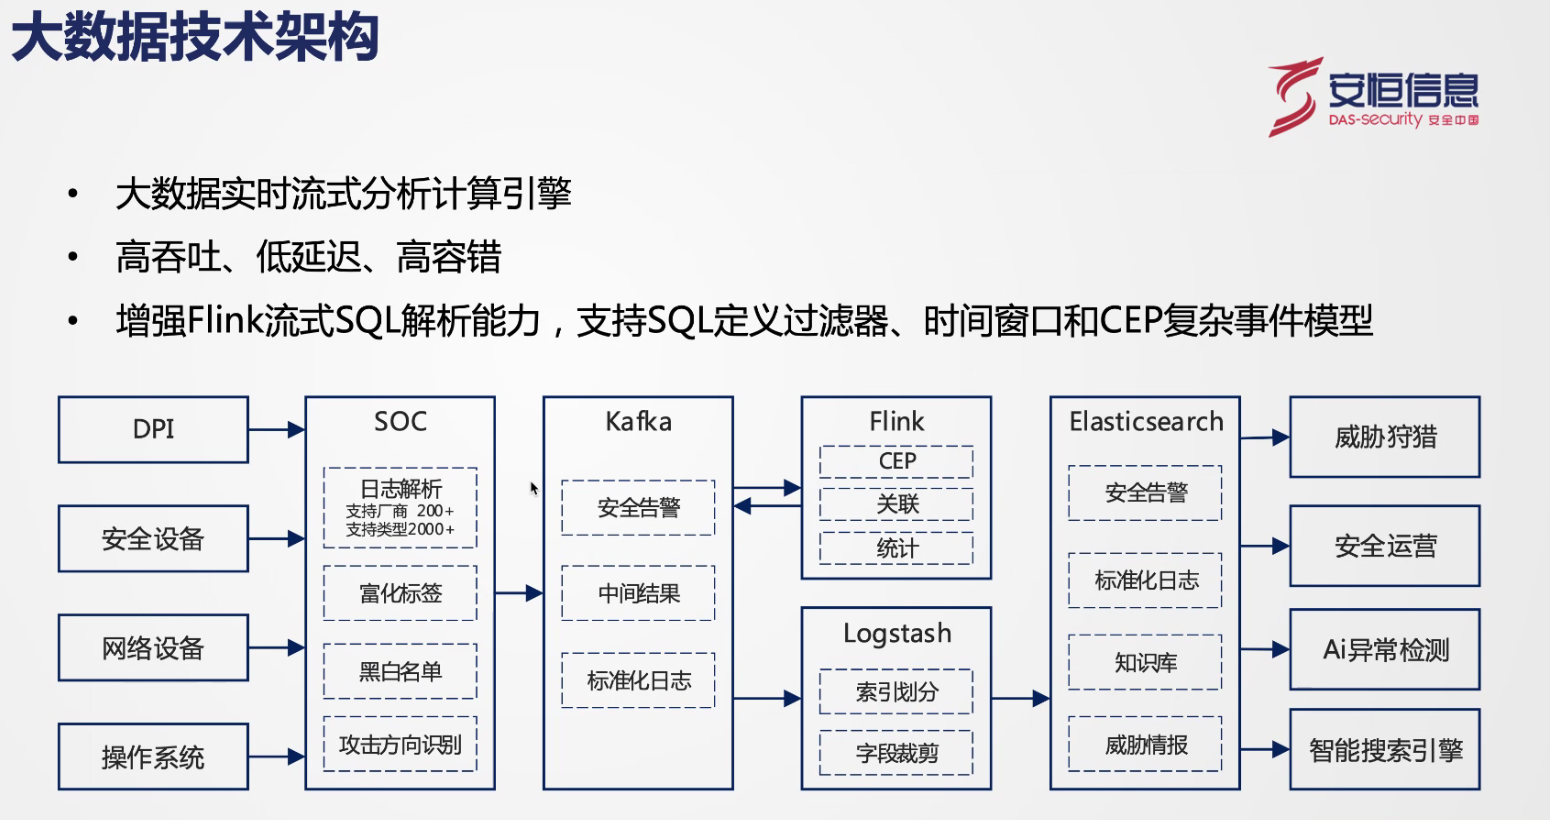 大数据技术架构
安恒信息
DAS-security 安全中国
• 大数据实时流式分析计算引擎
• 高吞吐、低延迟、高容错
• 增强Flink流式SQL解析能力，支持SQL定义过滤器、时间窗口和CEP复杂事件模型
DPI
安全设备
网络设备
操作系统
SOC
日志解析
支持厂商 200+
支持类型2000+
富化标签
黑白名单
攻击方向识别
Kafka
安全告警
中间结果
标准化日志
Flink
CEP
关联
统计
Logstash
索引划分
字段裁剪
Elasticsearch
安全告警
标准化日志
知识库
威胁情报
威胁狩猎
安全运营
Ai异常检测
智能搜索引擎